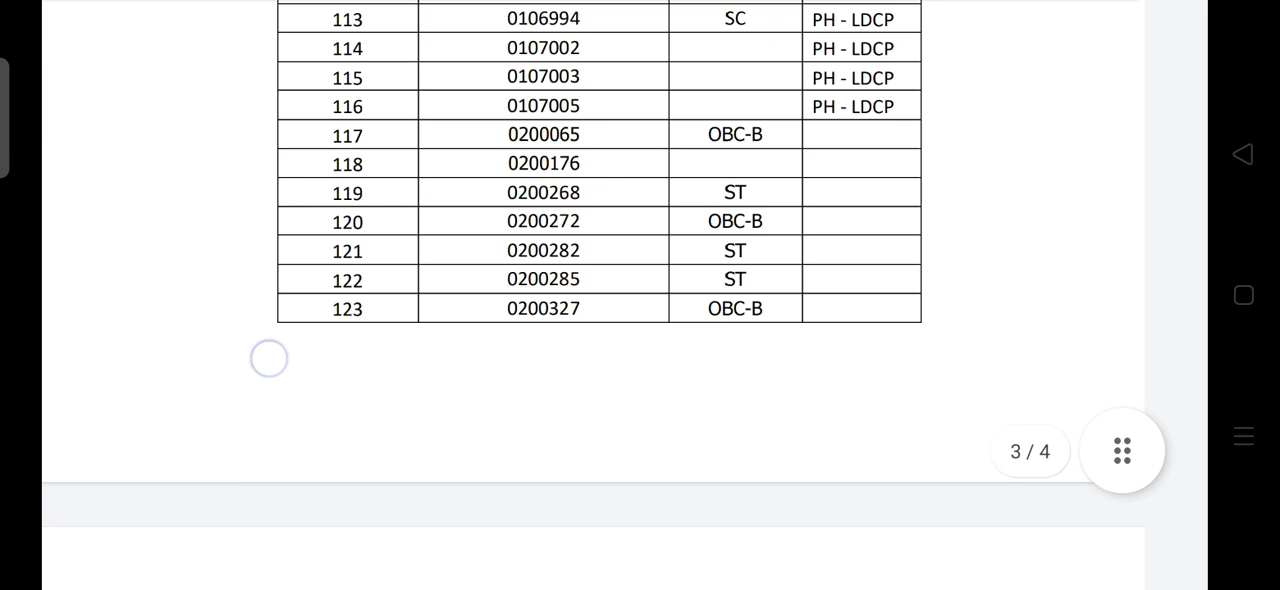 113 0106994 SC PH - LDCP
114 0107002 PH - LDCP
115 0107003 PH - LDCP
116 0107005 PH - LDCP
117 0200065 OBC-B
118 0200176
119 0200268 ST
120 0200272 OBC-B
121 0200282 ST
122 0200285 ST
123 0200327 OBC-B
3 / 4